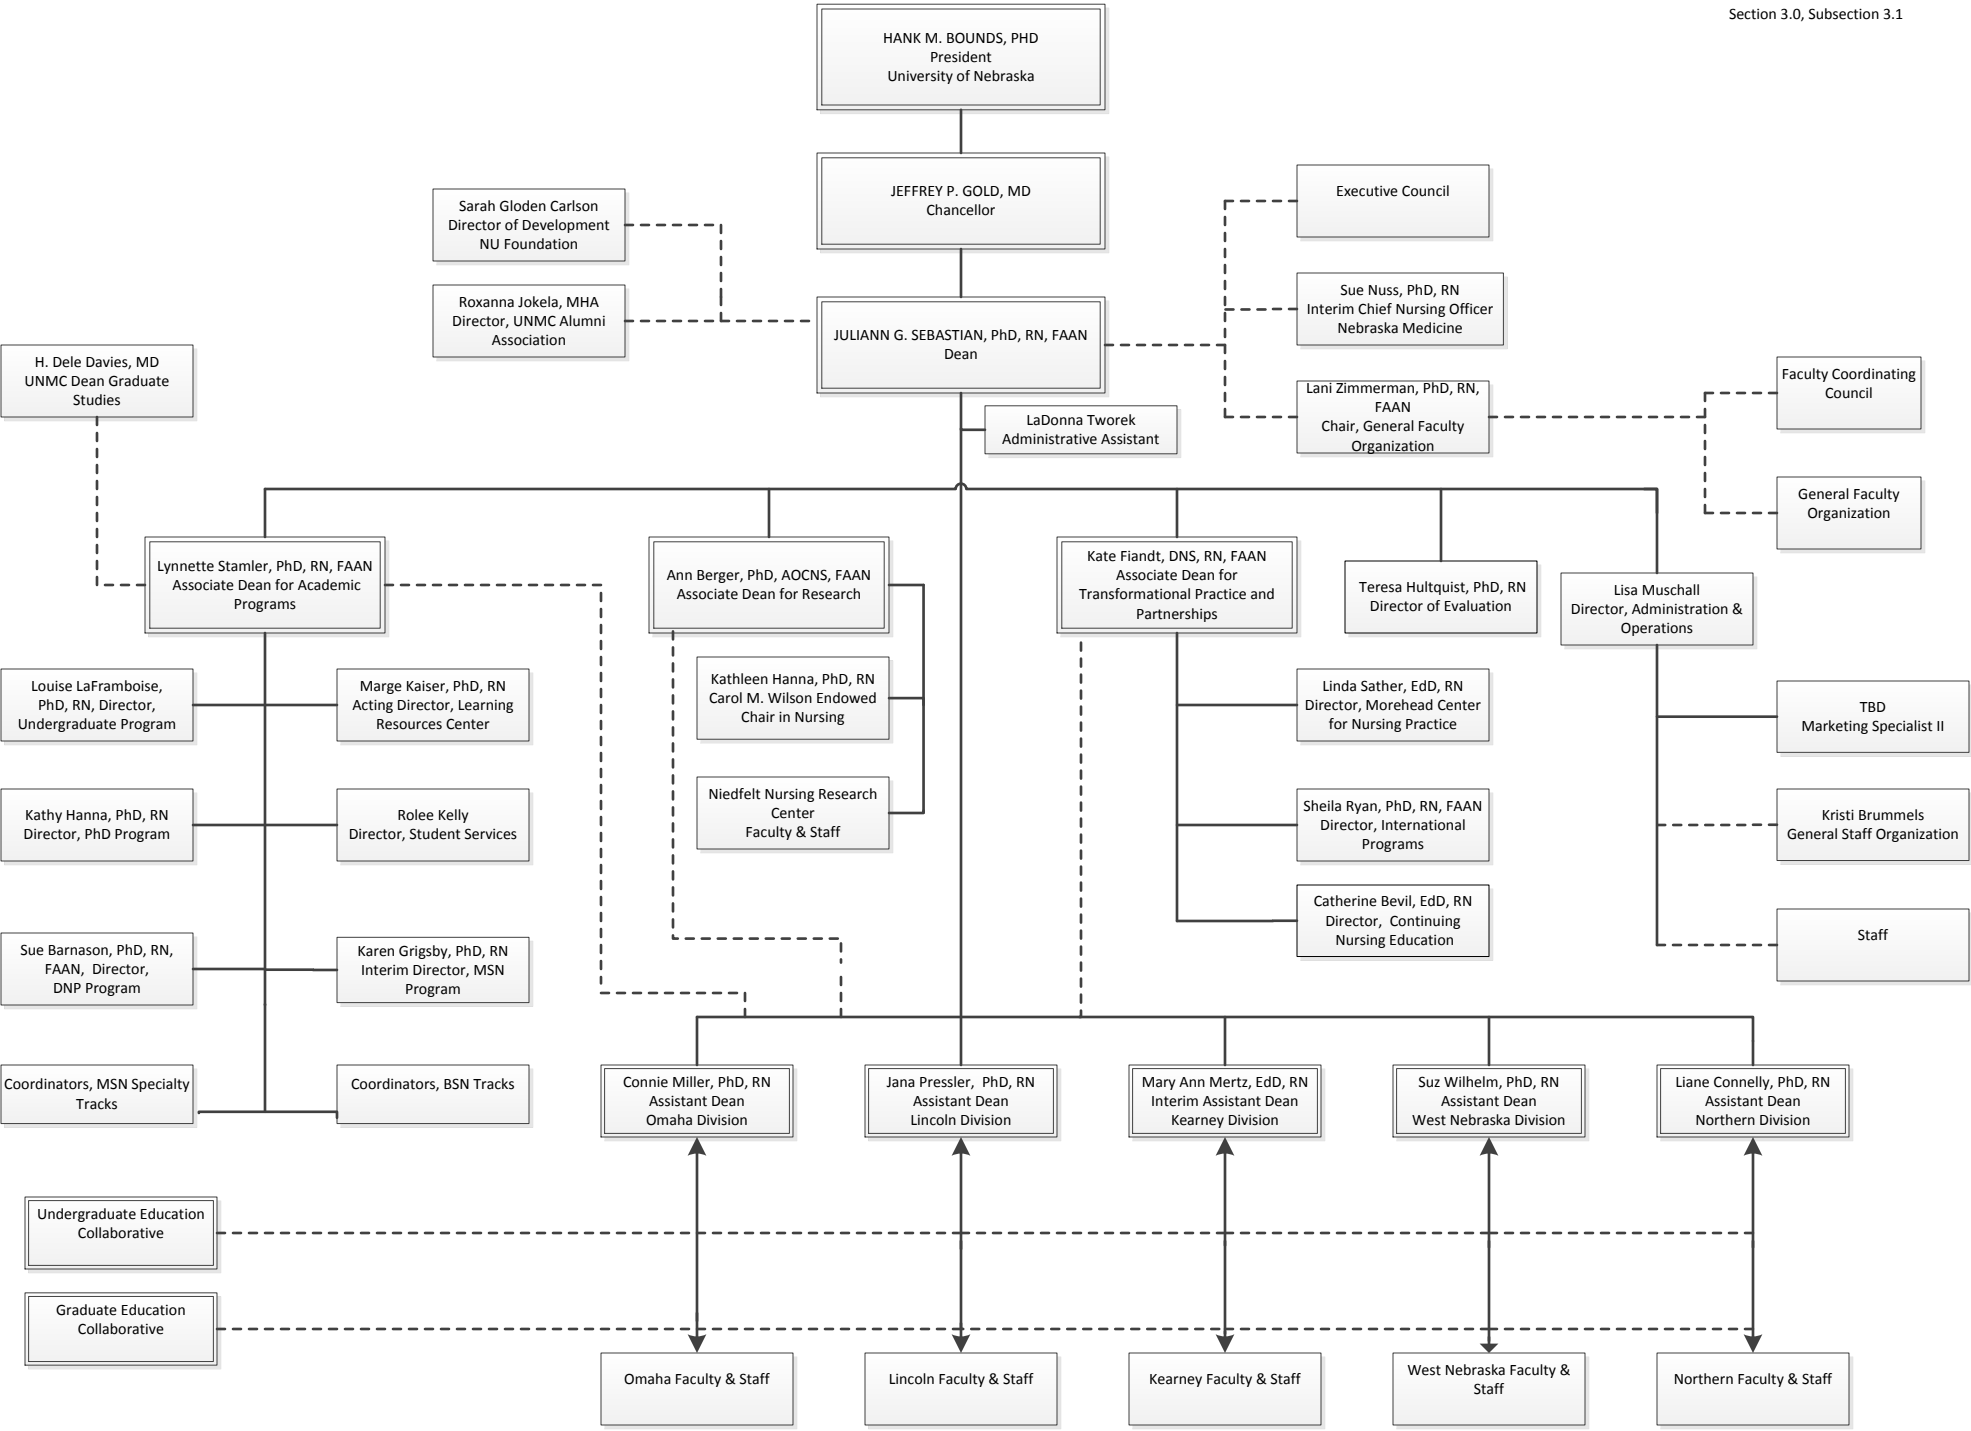 Section 3.0, Subsection 3.1
HANK M. BOUNDS, PHD
President
University of Nebraska
JEFFREY P. GOLD, MD
Chancellor
Executive Council
Sarah Gloden Carlson
Director of Development
NU Foundation
Sue Nuss, PhD, RN
Interim Chief Nursing Officer
Nebraska Medicine
Roxanna Jokela, MHA
Director, UNMC Alumni
Association
JULIANN G. SEBASTIAN, PhD, RN, FAAN
Dean
H. Dele Davies, MD
UNMC Dean Graduate
Studies
Lani Zimmerman, PhD, RN,
FAAN
Chair, General Faculty
Organization
Faculty Coordinating
Council
LaDonna Tworek
Administrative Assistant
General Faculty
Organization
Lynnette Stamler, PhD, RN, FAAN
Associate Dean for Academic
Programs
Ann Berger, PhD, AOCNS, FAAN
Associate Dean for Research
Kate Fiandt, DNS, RN, FAAN
Associate Dean for
Transformational Practice and
Partnerships
Teresa Hultquist, PhD, RN
Director of Evaluation
Lisa Muschall
Director, Administration &
Operations
Louise LaFramboise,
PhD, RN, Director,
Undergraduate Program
Marge Kaiser, PhD, RN
Acting Director, Learning
Resources Center
Kathleen Hanna, PhD, RN
Carol M. Wilson Endowed
Chair in Nursing
Linda Sather, EdD, RN
Director, Morehead Center
for Nursing Practice
TBD
Marketing Specialist II
Kathy Hanna, PhD, RN
Director, PhD Program
Rolee Kelly
Director, Student Services
Niedfelt Nursing Research
Center
Faculty & Staff
Sheila Ryan, PhD, RN, FAAN
Director, International
Programs
Kristi Brummels
General Staff Organization
Catherine Bevil, EdD, RN
Director, Continuing
Nursing Education
Staff
Sue Barnason, PhD, RN,
FAAN, Director,
DNP Program
Karen Grigsby, PhD, RN
Interim Director, MSN
Program
Coordinators, MSN Specialty
Tracks
Coordinators, BSN Tracks
Connie Miller, PhD, RN
Assistant Dean
Omaha Division
Jana Pressler, PhD, RN
Assistant Dean
Lincoln Division
Mary Ann Mertz, EdD, RN
Interim Assistant Dean
Kearney Division
Suz Wilhelm, PhD, RN
Assistant Dean
West Nebraska Division
Liane Connelly, PhD, RN
Assistant Dean
Northern Division
Undergraduate Education
Collaborative
Graduate Education
Collaborative
Omaha Faculty & Staff
Lincoln Faculty & Staff
Kearney Faculty & Staff
West Nebraska Faculty &
Staff
Northern Faculty & Staff